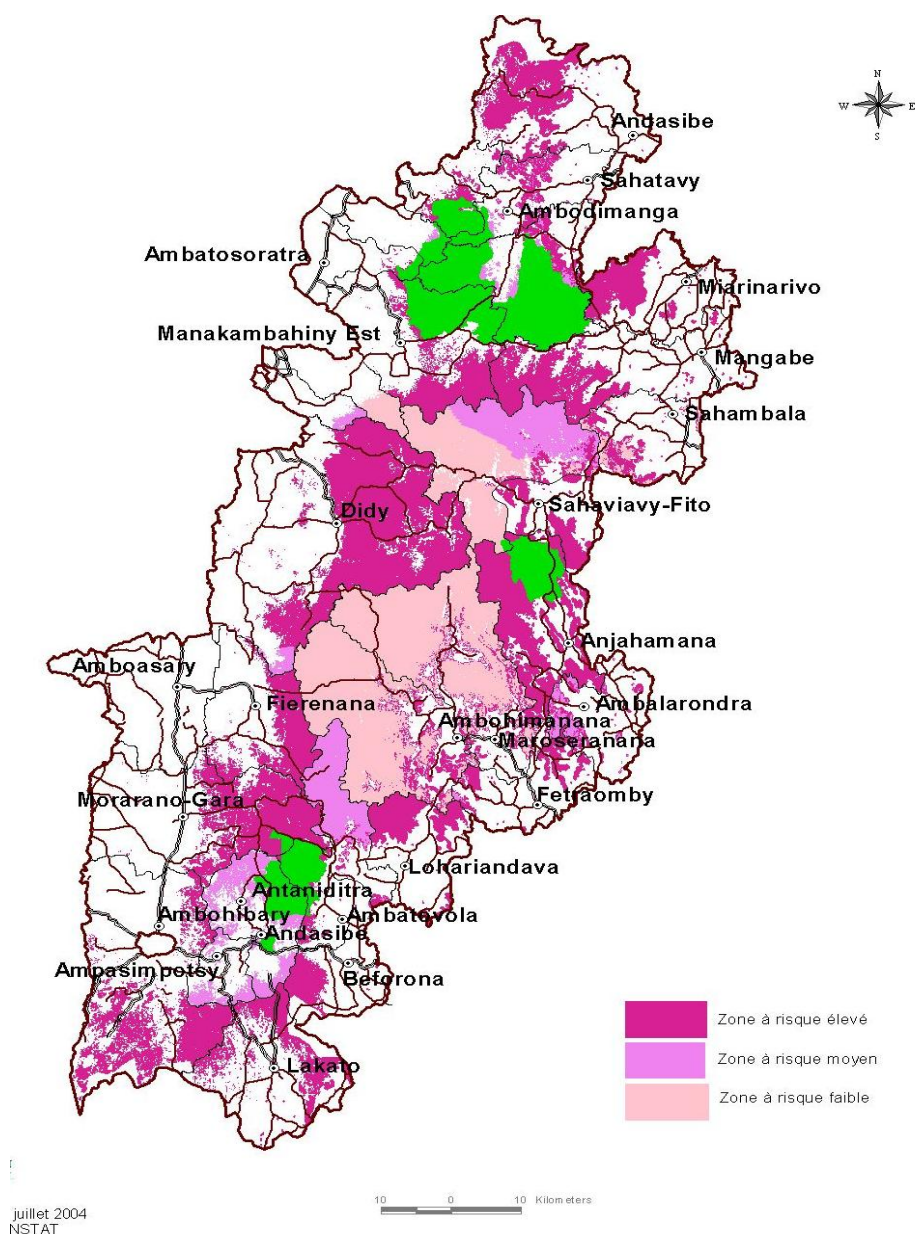 N
W E
S
Andasibe
Sahatavy
Ambodimanga
Ambatosoratra
Miarinarivo
Manakambahiny Est
Mangabe
Sahambala
Sahaviavy-Fito
Didy
Anjahamana
Amboasary
Fierenana
Ambalarondra
Ambohimanana
Maroseranana
Morarano-Gara
Fetraomby
Lohariandava
Antaniditra
Ambohibary
Ambatovola
Andasibe
Ampasimpotsy
Beforona
Zone à risque élevé
Zone à risque moyen
Lakato
Zone à risque faible
10 0 10 Kilometers
juillet 2004
NSTAT